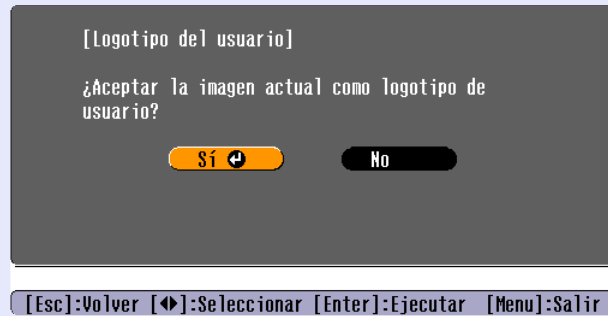 [Logotipo del usuario]
¿Aceptar la imagen actual como logotipo de
usuario?
Sí No
[Esc]:Volver [◆]:Seleccionar [Enter]:Ejecutar [Menu]:Salir